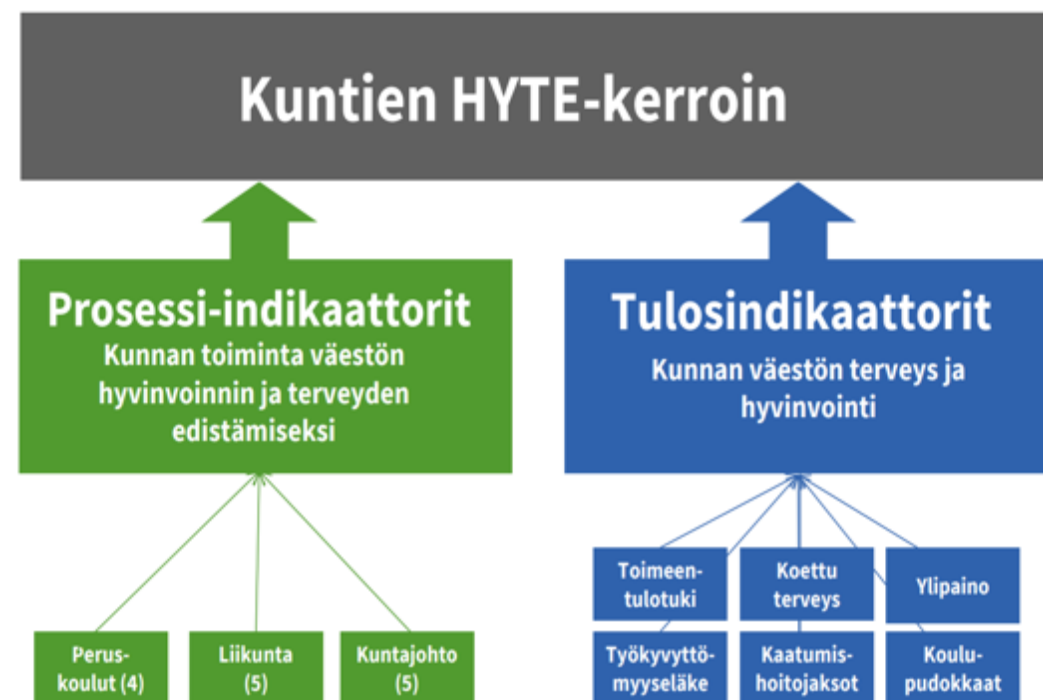 Kuntien HYTE-kerroin
Prosessi-indikaattorit
Kunnan toiminta väestön
hyvinvoinnin ja terveyden
edistämiseksi
Tulosindikaattorit
Kunnan väestön terveys ja
hyvinvointi
Perus-
koulut (4)
Liikunta
(5)
Kuntajohto
(5)
Toimeen-
tulotuki
Koettu
terveys
Ylipaino
Työkyvyttö-
myyseläke
Kaatumis-
hoitojaksot
Koulu-
pudokkaat